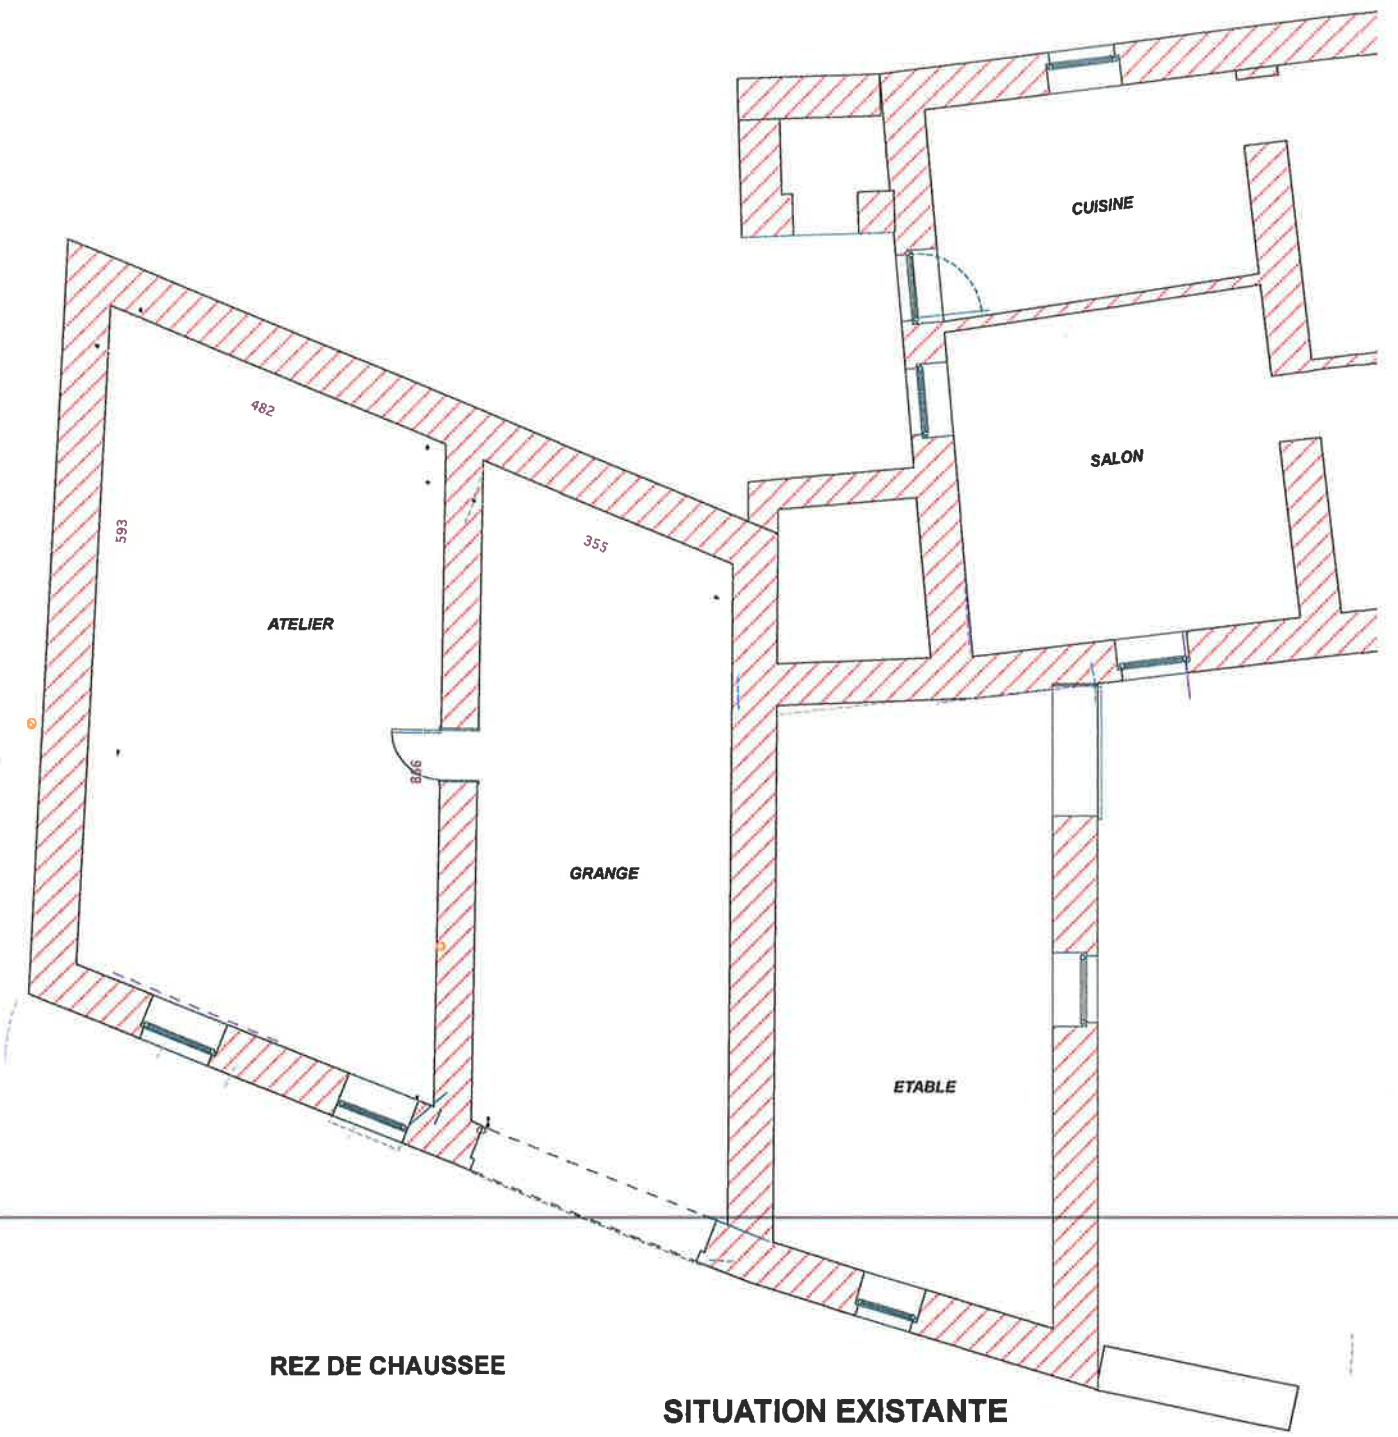 CUISINE
482
SALON
593
355
ATELIER
866
GRANGE
ETABLE
REZ DE CHAUSSEE
SITUATION EXISTANTE